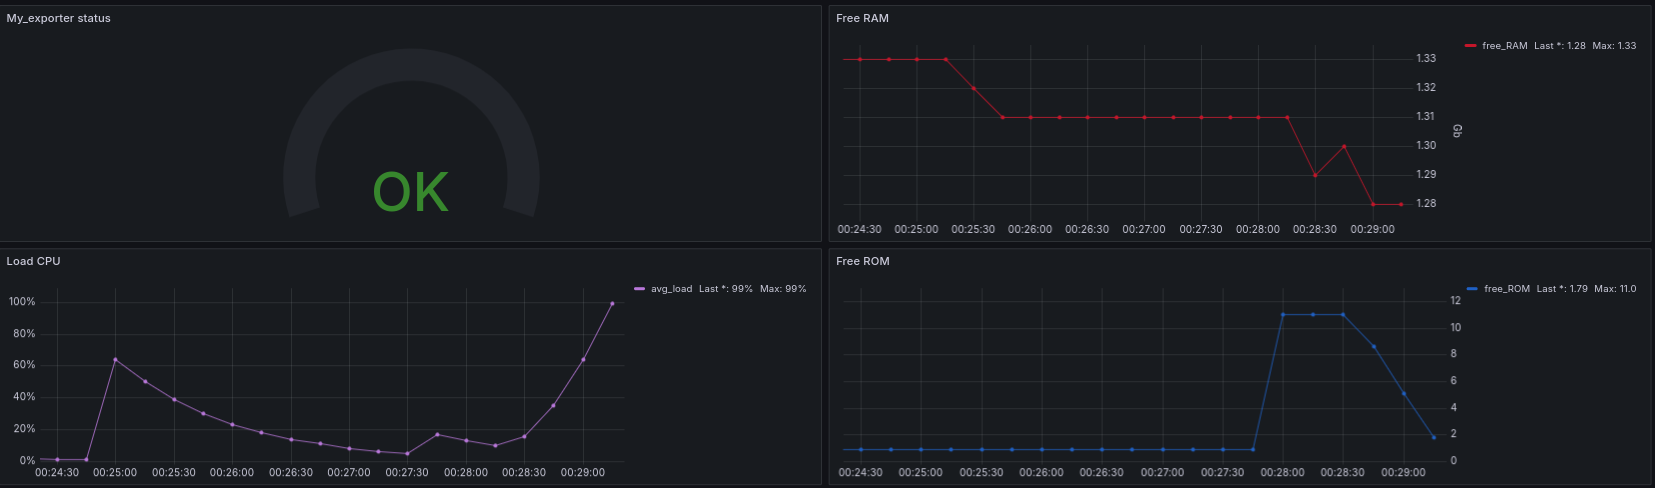 My_exporter status
OK
Free RAM
free_RAM Last *: 1.28 Max: 1.33
1.33
1.32
1.31
1.30
1.29
1.28
Gb
00:24:30 00:25:00 00:25:30 00:26:00 00:26:30 00:27:00 00:27:30 00:28:00 00:28:30 00:29:00
Load CPU
avg_load Last *: 99% Max: 99%
100%
80%
60%
40%
20%
0%
00:24:30 00:25:00 00:25:30 00:26:00 00:26:30 00:27:00 00:27:30 00:28:00 00:28:30 00:29:00
Free ROM
free_ROM Last *: 1.79 Max: 11.0
12
10
8
6
4
2
0
00:24:30 00:25:00 00:25:30 00:26:00 00:26:30 00:27:00 00:27:30 00:28:00 00:28:30 00:29:00